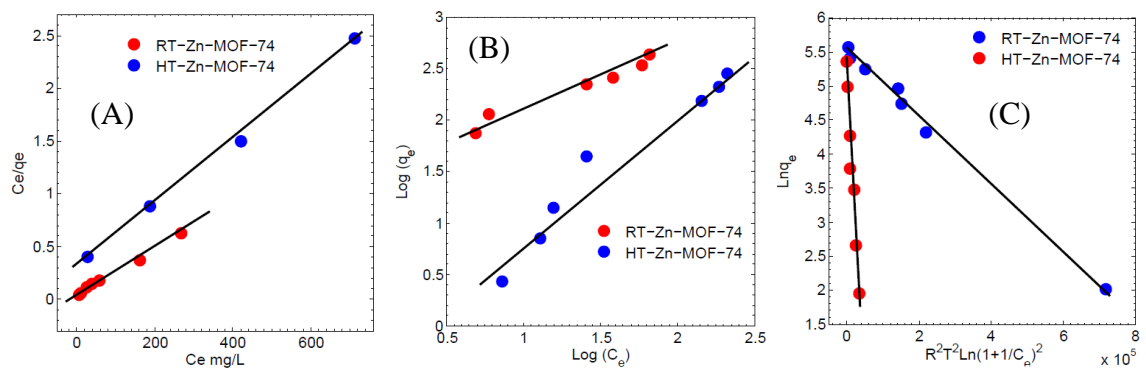 (A)
RT−Zn−MOF−74
HT−Zn−MOF−74
Ce/qe
2.5
2
1.5
1
0.5
0
0 200 400 600
Ce mg/L
(B)
RT−Zn−MOF−74
HT−Zn−MOF−74
Log (qe)
3
2.5
2
1.5
1
0.5
0
0.5 1 1.5 2 2.5
Log (Ce)
(C)
RT−Zn−MOF−74
HT−Zn−MOF−74
Lnqe
6
5.5
5
4.5
4
3.5
3
2.5
2
1.5
0 2 4 6 8
x 10⁵
R²T²Ln(1+1/Ce)²